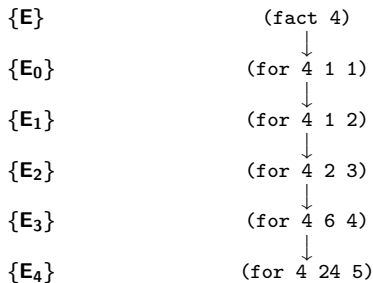 {E} (fact 4)
{E₀} (for 4 1 1)
{E₁} (for 4 1 2)
{E₂} (for 4 2 3)
{E₃} (for 4 6 4)
{E₄} (for 4 24 5)